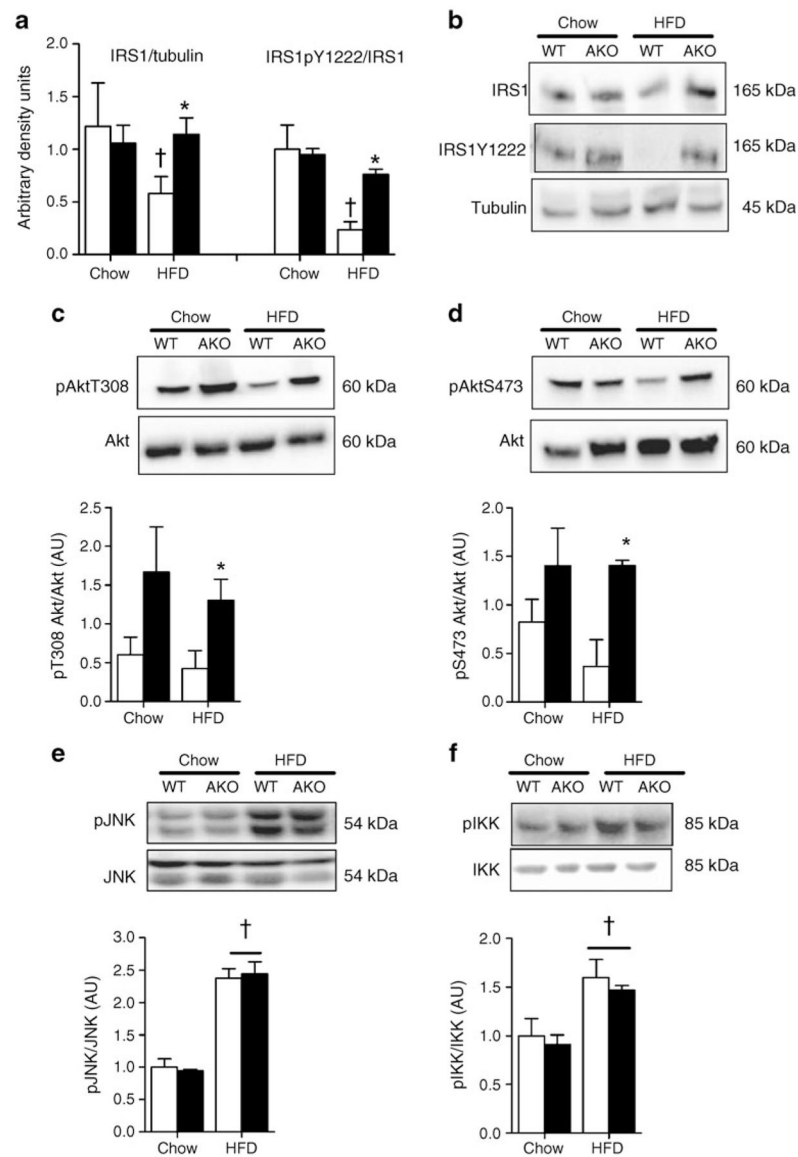 a
IRS1/tubulin IRS1pY1222/IRS1
Arbitrary density units
2.0
1.5
1.0
0.5
0.0
† * † *
Chow HFD Chow HFD
b
Chow HFD
WT AKO WT AKO
IRS1 165 kDa
IRS1Y1222 165 kDa
Tubulin 45 kDa
c
Chow HFD
WT AKO WT AKO
pAktT308 60 kDa
Akt 60 kDa
pT308 Akt/Akt (AU)
2.5
2.0
1.5
1.0
0.5
0.0
*
Chow HFD
d
Chow HFD
WT AKO WT AKO
pAktS473 60 kDa
Akt 60 kDa
pS473 Akt/Akt (AU)
2.0
1.5
1.0
0.5
0.0
*
Chow HFD
e
Chow HFD
WT AKO WT AKO
pJNK 54 kDa
JNK 54 kDa
pJNK/JNK (AU)
3.0
2.5
2.0
1.5
1.0
0.5
0.0
†
Chow HFD
f
Chow HFD
WT AKO WT AKO
pIKK 85 kDa
IKK 85 kDa
pIKK/IKK (AU)
2.0
1.5
1.0
0.5
0.0
†
Chow HFD